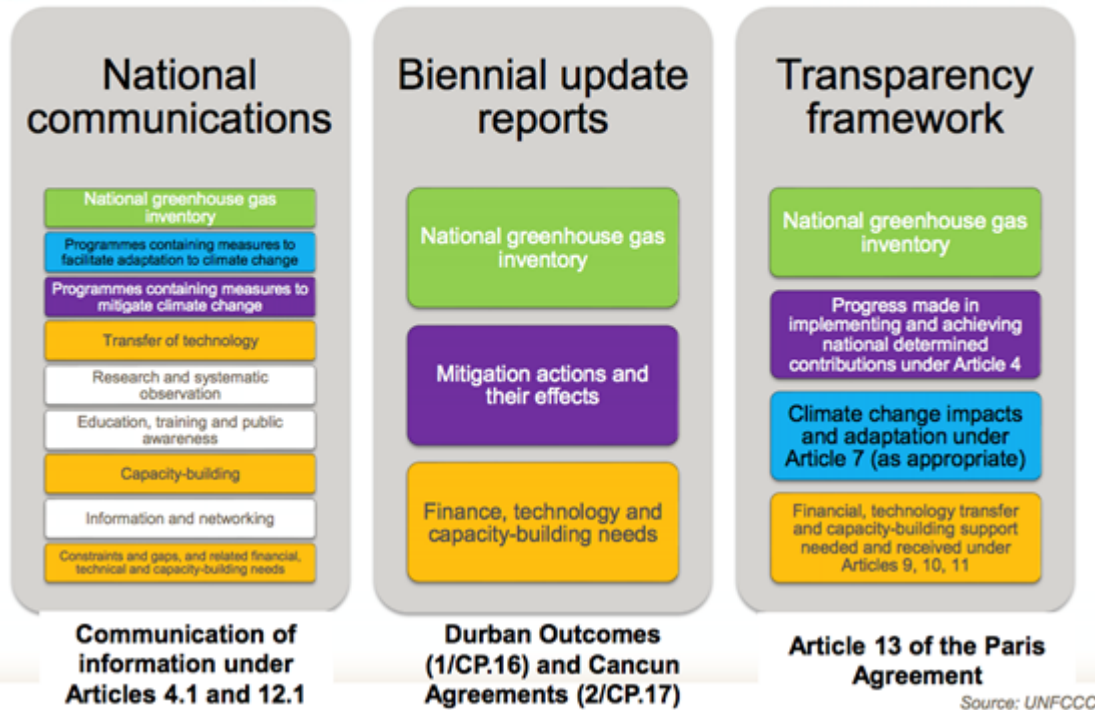 National
communications
National greenhouse gas
inventory
Programmes containing measures to
facilitate adaptation to climate change
Programmes containing measures to
mitigate climate change
Transfer of technology
Research and systematic
observation
Education, training and public
awareness
Capacity-building
Information and networking
Constraints and gaps, and related financial,
technical and capacity-building needs
Communication of
information under
Articles 4.1 and 12.1
Biennial update
reports
National greenhouse gas
inventory
Mitigation actions and
their effects
Finance, technology and
capacity-building needs
Durban Outcomes
(1/CP.16) and Cancun
Agreements (2/CP.17)
Transparency
framework
National greenhouse gas
inventory
Progress made in
implementing and achieving
national determined
contributions under Article 4
Climate change impacts
and adaptation under
Article 7 (as appropriate)
Financial, technology transfer
and capacity-building support
needed and received under
Articles 9, 10, 11
Article 13 of the Paris
Agreement
Source: UNFCCC